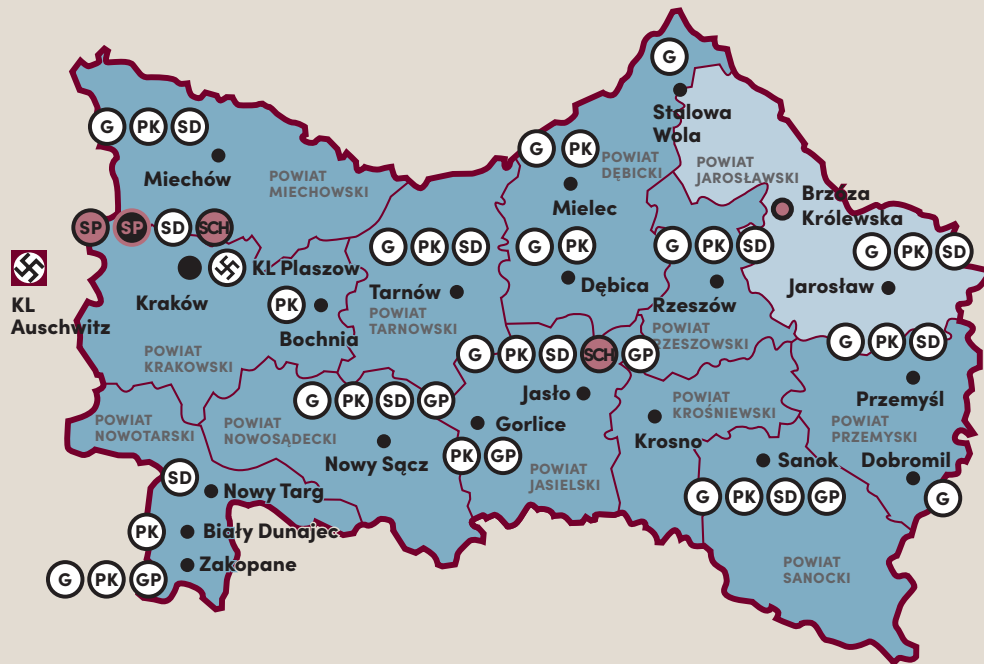 G
Stalowa
Wola
G PK SD
Miechów
POWIAT
MIECHOWSKI
G PK
POWIAT
DĘBICKI
Mielec
POWIAT
JAROSŁAWSKI
Brzóza
Królewska
SP SP SD SCH
KL Plaszow
Kraków
KL
Auschwitz
PK
Bochnia
POWIAT
KRAKOWSKI
G PK SD
Tarnów
POWIAT
TARNOWSKI
G PK
Dębica
G PK SD
Rzeszów
POWIAT
RZESZOWSKI
G PK SD
Jarosław
G PK SD SCH GP
Jasło
G PK SD
Przemyśl
POWIAT
PRZEMYSKI
POWIAT
NOWOTARSKI
POWIAT
NOWOSĄDECKI
G PK SD GP
Nowy Sącz
Gorlice
PK GP
POWIAT
JASIELSKI
POWIAT
KROŚNIEWSKI
Krosno
Sanok
G PK SD GP
Dobromil
G
SD
Nowy Targ
PK
Biały Dunajec
Zakopane
G PK GP
POWIAT
SANOCKI